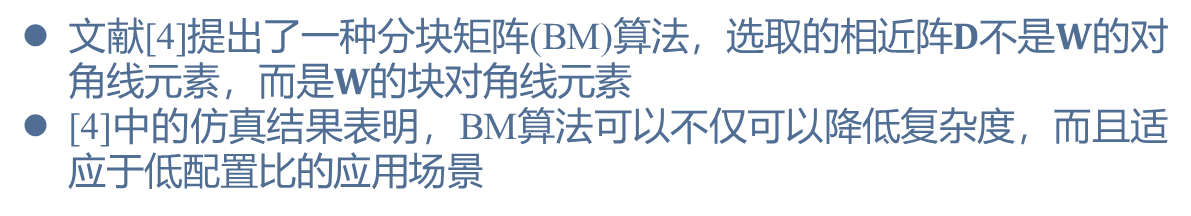 ● 文献[4]提出了一种分块矩阵(BM)算法，选取的相近阵D不是W的对
角线元素，而是W的块对角线元素
● [4]中的仿真结果表明，BM算法可以不仅可以降低复杂度，而且适
应于低配置比的应用场景